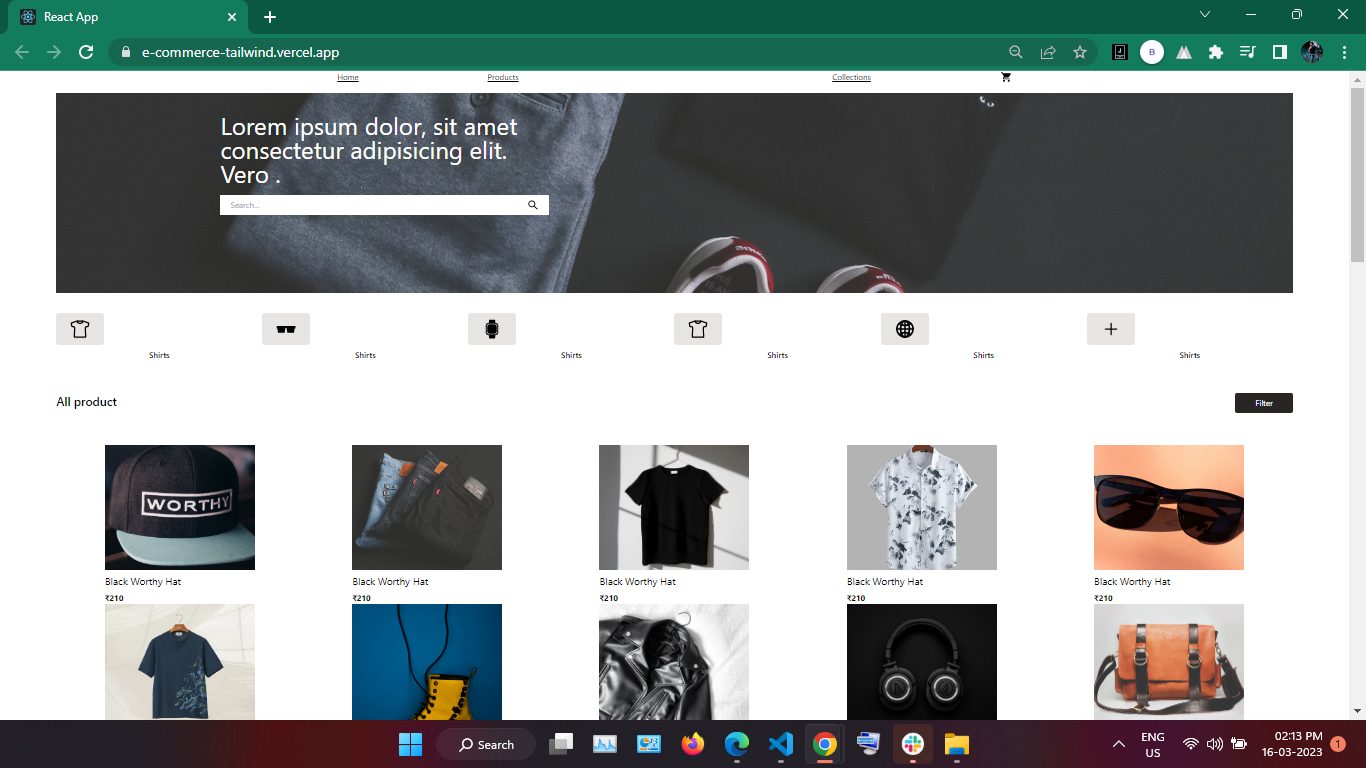 React App
e-commerce-tailwind.vercel.app
B
Home Products Collections
Lorem ipsum dolor, sit amet
consectetur adipisicing elit.
Vero .
Search...
Shirts Shirts Shirts Shirts Shirts Shirts
All product
Filter
WORTHY
Black Worthy Hat Black Worthy Hat Black Worthy Hat Black Worthy Hat Black Worthy Hat
₹210 ₹210 ₹210 ₹210 ₹210
Search
ENG
US
02:13 PM
16-03-2023
1